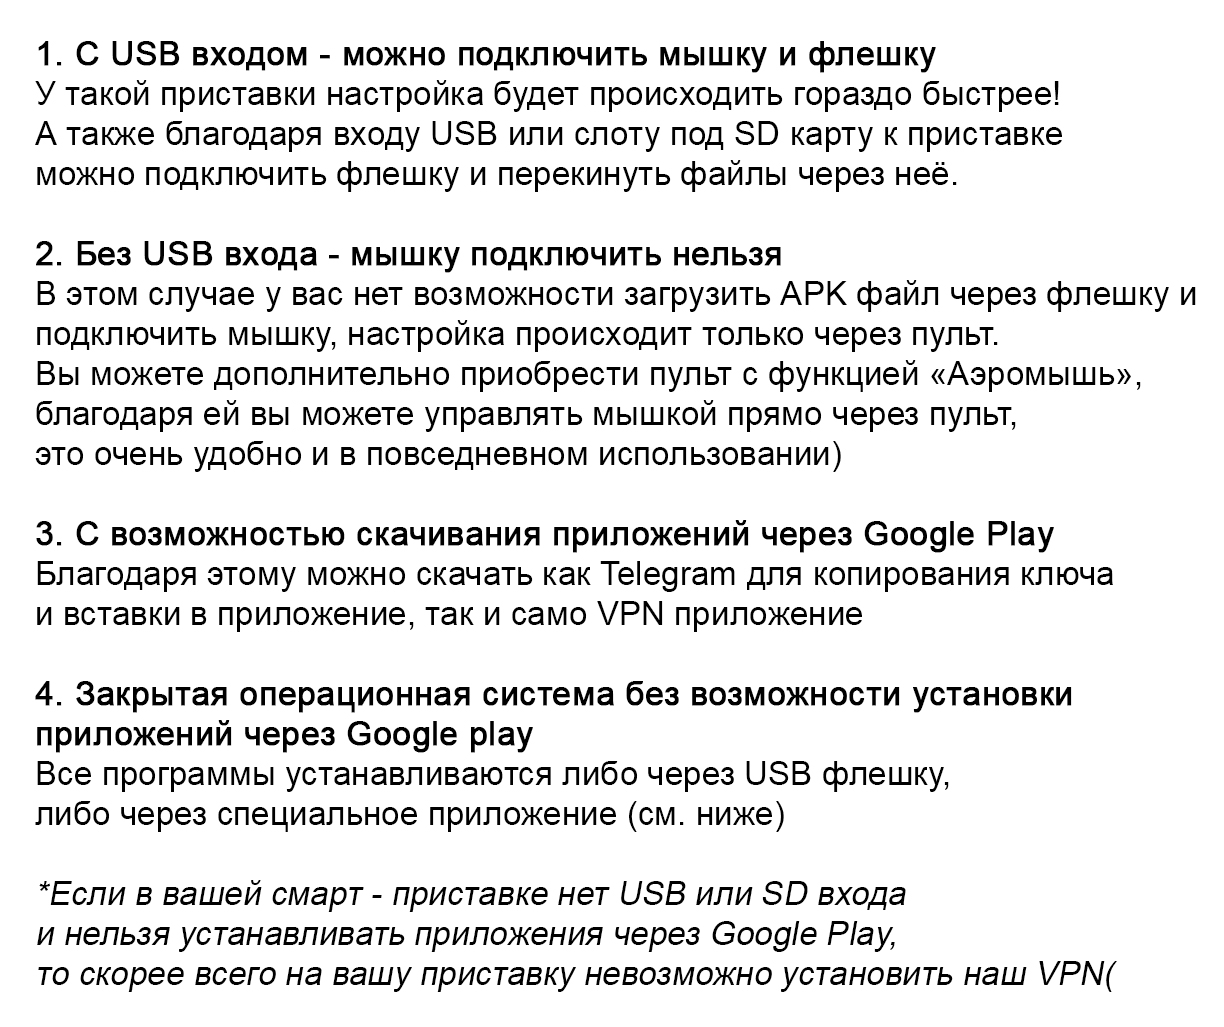 1. С USB входом - можно подключить мышку и флешку
У такой приставки настройка будет происходить гораздо быстрее!
А также благодаря входу USB или слоту под SD карту к приставке
можно подключить флешку и перекинуть файлы через неё.
2. Без USB входа - мышку подключить нельзя
В этом случае у вас нет возможности загрузить APK файл через флешку и
подключить мышку, настройка происходит только через пульт.
Вы можете дополнительно приобрести пульт с функцией «Аэромышь»,
благодаря ей вы можете управлять мышкой прямо через пульт,
это очень удобно и в повседневном использовании)
3. С возможностью скачивания приложений через Google Play
Благодаря этому можно скачать как Telegram для копирования ключа
и вставки в приложение, так и само VPN приложение
4. Закрытая операционная система без возможности установки
приложений через Google play
Все программы устанавливаются либо через USB флешку,
либо через специальное приложение (см. ниже)
*Если в вашей смарт - приставке нет USB или SD входа
и нельзя устанавливать приложения через Google Play,
то скорее всего на вашу приставку невозможно установить наш VPN(